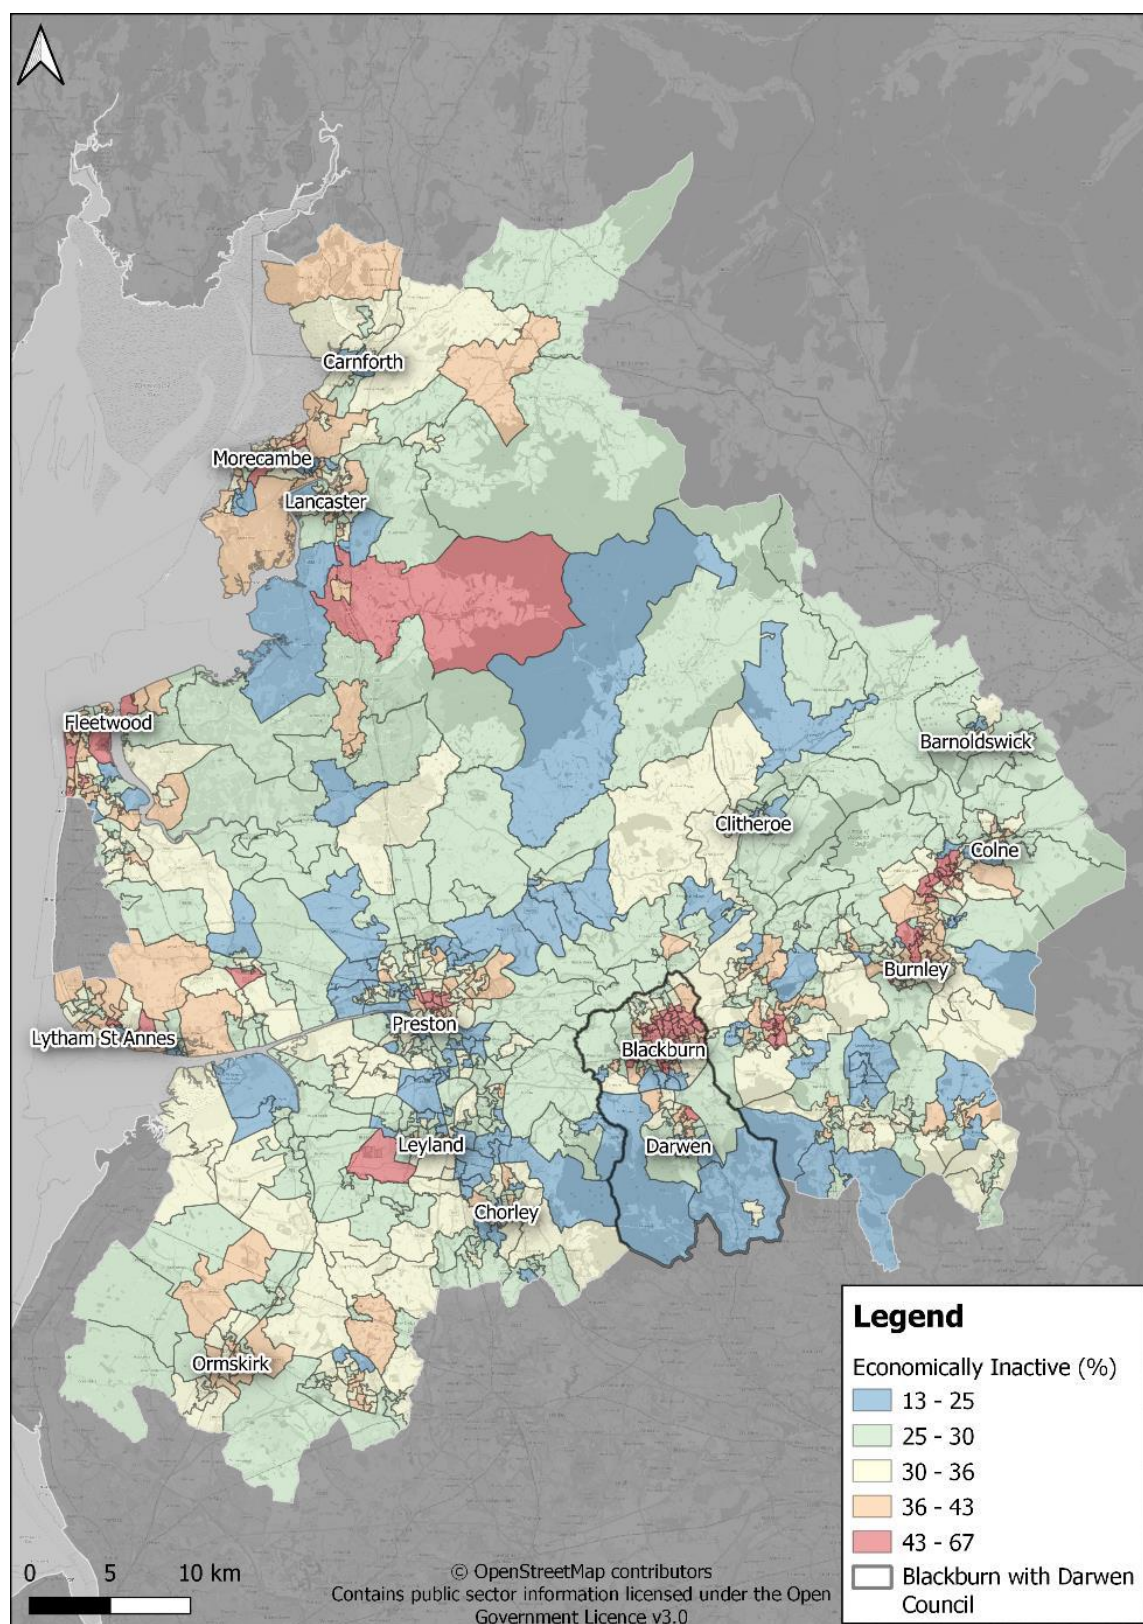 Carnforth
Morecambe
Lancaster
Fleetwood
Barnoldswick
Clitheroe
Colne
Burnley
Preston
Lytham St Annes
Blackburn
Leyland
Darwen
Chorley
Ormskirk
Legend
Economically Inactive (%)
13 - 25
25 - 30
30 - 36
36 - 43
43 - 67
Blackburn with Darwen
Council
0 5 10 km
© OpenStreetMap contributors
Contains public sector information licensed under the Open
Government Licence v3.0